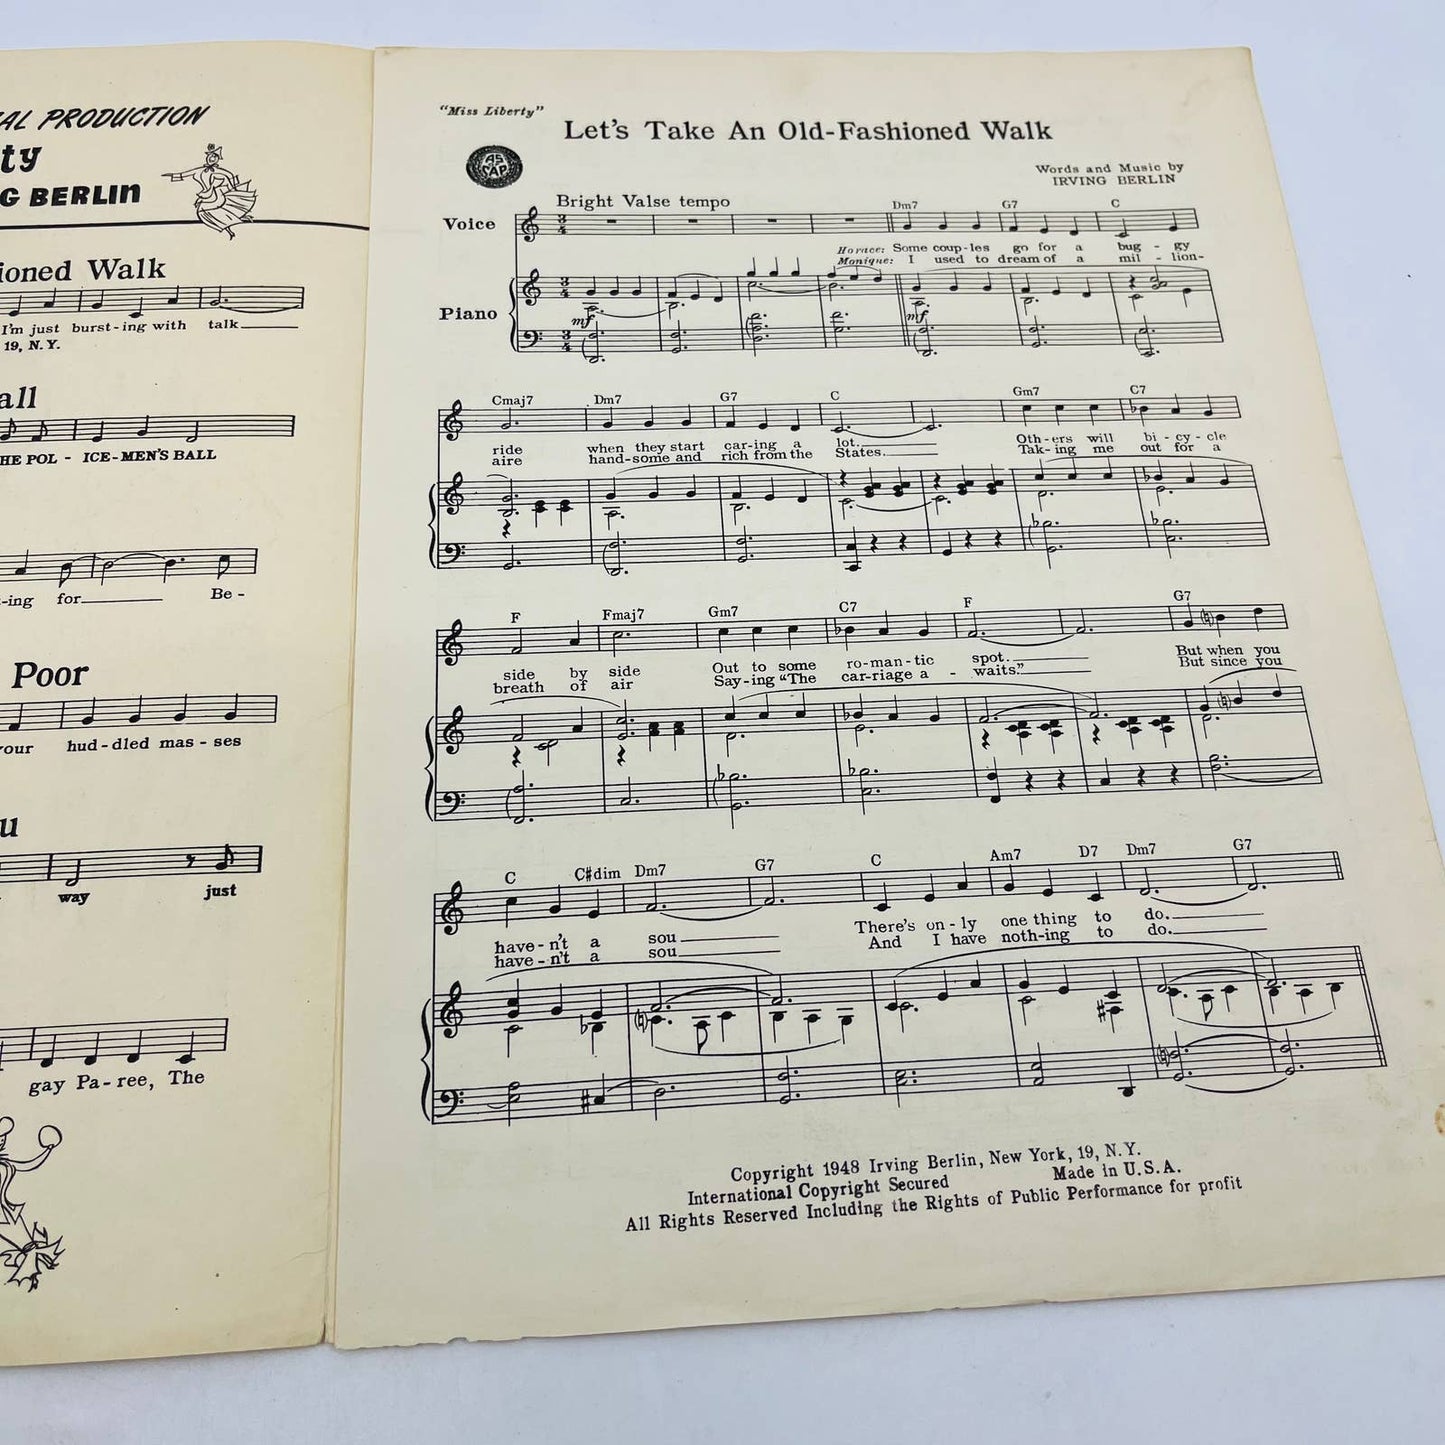 AL PRODUCTION
ty
G BERLIN
ioned Walk
I'm just burst-ing with talk
19, N. Y.
all
HE POL - ICE-MEN'S BALL
-ing for Be -
Poor
your hud-dled mas - ses
u
way just
gay Pa-ree, The
"Miss Liberty"
Let's Take An Old-Fashioned Walk
AS CAP
Words and Music by
IRVING BERLIN
Bright Valse tempo
Voice
Dm7 G7 C
Horace: Some coup-les go for a bug - gy
Monique: I used to dream of a mil - lion-
Piano
mf mf
Cmaj7 Dm7 G7 C Gm7 C7
ride when they start car-ing a lot. Oth-ers will bi - cy - cle
aire hand-some and rich from the States. Tak-ing me out for a
F Fmaj7 Gm7 C7 F G7
side by side Out to some ro-man-tic spot. But when you
breath of air Say-ing "The car-riage a - waits." But since you
C C#dim Dm7 G7 C Am7 D7 Dm7 G7
have-n't a sou There's on-ly one thing to do.
have-n't a sou And I have noth-ing to do.
Copyright 1948 Irving Berlin, New York, 19, N. Y.
International Copyright Secured Made in U.S.A.
All Rights Reserved Including the Rights of Public Performance for profit